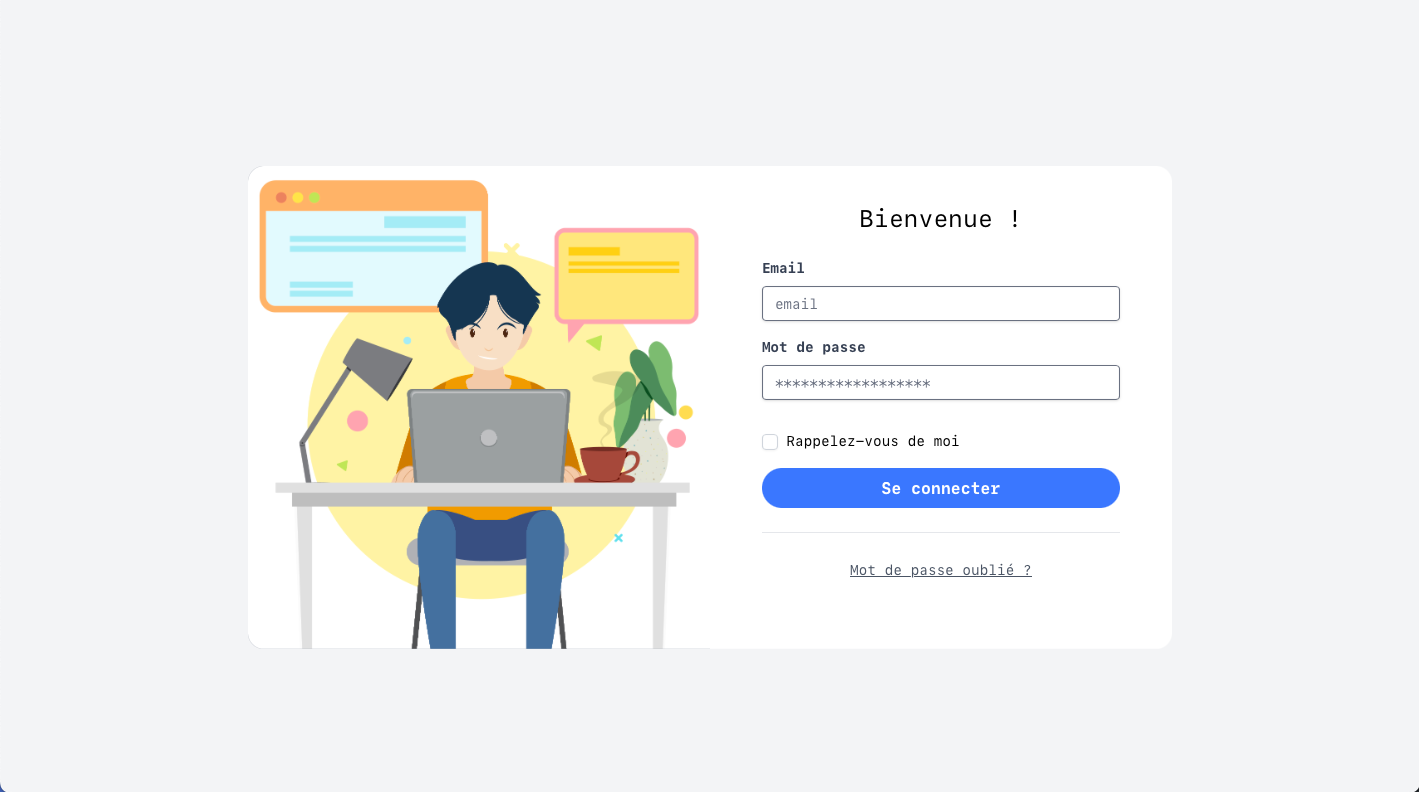 Bienvenue !
Email
email
Mot de passe
******************
Rappelez-vous de moi
Se connecter
Mot de passe oublié ?